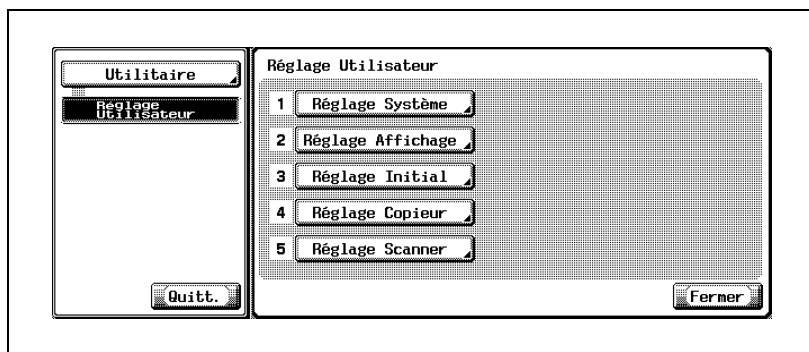 Utilitaire
Réglage
Utilisateur
Quitt.
Réglage Utilisateur
1 Réglage Système
2 Réglage Affichage
3 Réglage Initial
4 Réglage Copieur
5 Réglage Scanner
Fermer